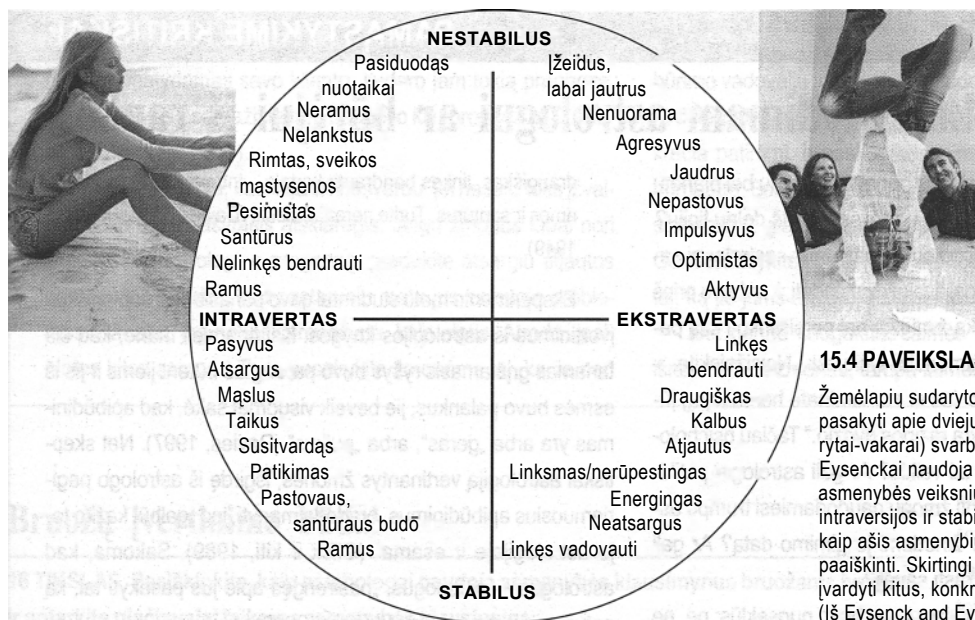 NESTABILUS
Pasiduodąs
nuotaikai
Neramus
Nelankstus
Rimtas, sveikos
mąstysenos
Pesimistas
Santūrus
Nelinkęs bendrauti
Ramus
Įžeidus,
labai jautrus
Nenuorama
Agresyvus
Jaudrus
Nepastovus
Impulsyvus
Optimistas
Aktyvus
INTRAVERTAS
EKSTRAVERTAS
Pasyvus
Atsargus
Mąslus
Taikus
Susitvardąs
Patikimas
Pastovaus,
santūraus būdo
Ramus
Linkęs
bendrauti
Draugiškas
Kalbus
Atjautus
Linksmas/nerūpestingas
Energingas
Neatsargus
Linkęs vadovauti
STABILUS
15.4 PAVEIKSLA
Žemėlapių sudaryto
pasakyti apie dvieju
rytai-vakarai) svarb
Eysenckai naudoja
asmenybės veiksnin
intraversijos ir stabi
kaip ašis asmenybi
paaiškinti. Skirtingi
įvardyti kitus, konkr
(Iš Eysenck and Ey